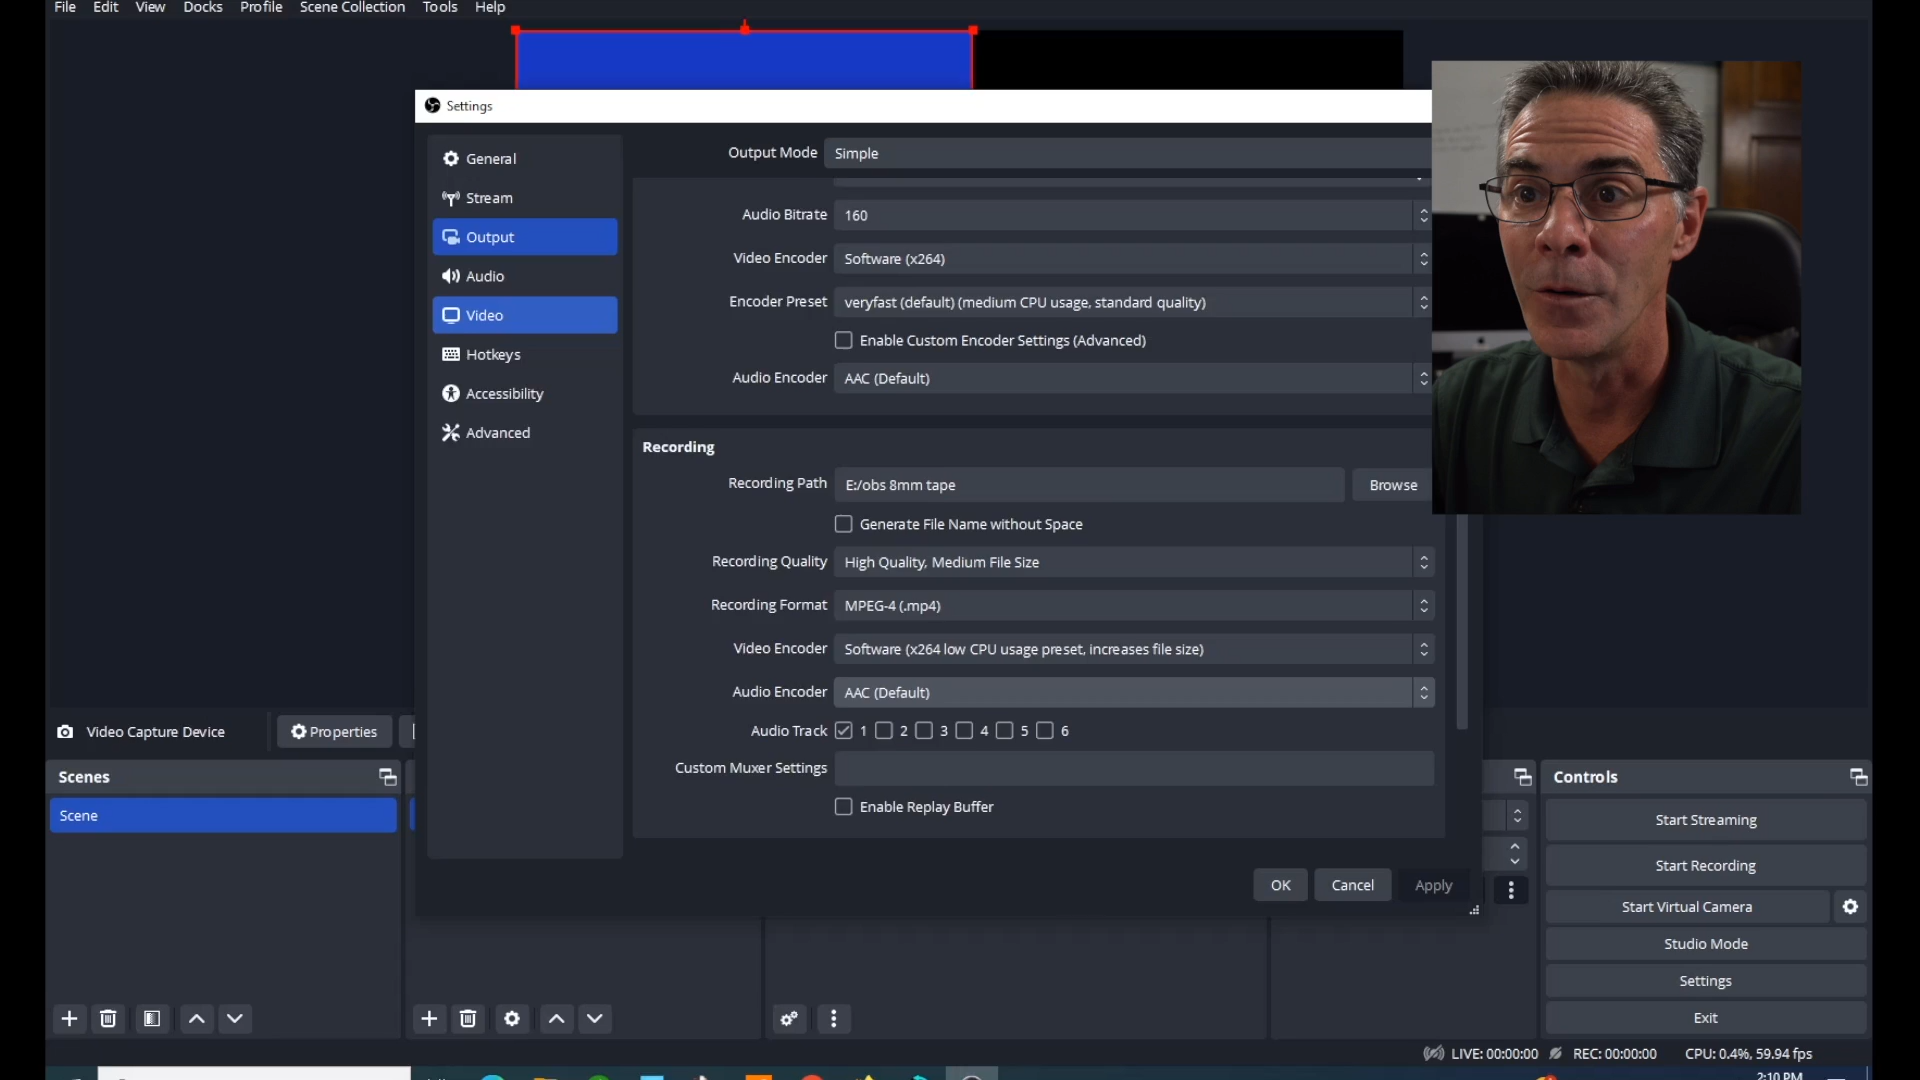 File Edit View Docks Profile Scene Collection Tools Help
Settings
General
Stream
Output
Audio
Video
Hotkeys
Accessibility
Advanced
Output Mode Simple
Audio Bitrate 160
Video Encoder Software (x264)
Encoder Preset veryfast (default) (medium CPU usage, standard quality)
Enable Custom Encoder Settings (Advanced)
Audio Encoder AAC (Default)
Recording
Recording Path E:/obs 8mm tape Browse
Generate File Name without Space
Recording Quality High Quality, Medium File Size
Recording Format MPEG-4 (.mp4)
Video Encoder Software (x264 low CPU usage preset, increases file size)
Audio Encoder AAC (Default)
Audio Track 1 2 3 4 5 6
Custom Muxer Settings
Enable Replay Buffer
OK Cancel Apply
Video Capture Device Properties
Scenes
Scene
Controls
Start Streaming
Start Recording
Start Virtual Camera
Studio Mode
Settings
Exit
LIVE: 00:00:00 REC: 00:00:00 CPU: 0.4%, 59.94 fps
2:10 PM